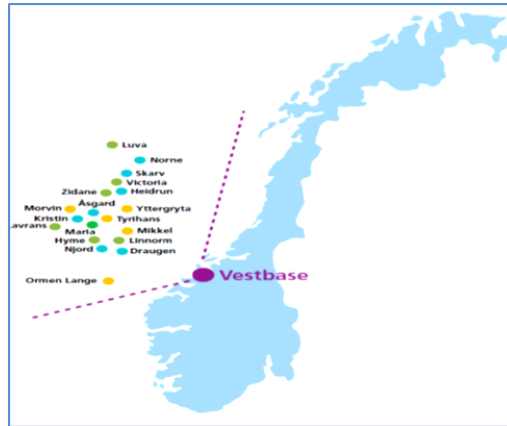 Luva
Norne
Skarv
Victoria
Zidane
Heidrun
Åsgard
Morvin
Yttergryta
Kristin
Tyrihans
Lavrans
Maria
Mikkel
Hyme
Linnorm
Njord
Draugen
Ormen Lange
Vestbase